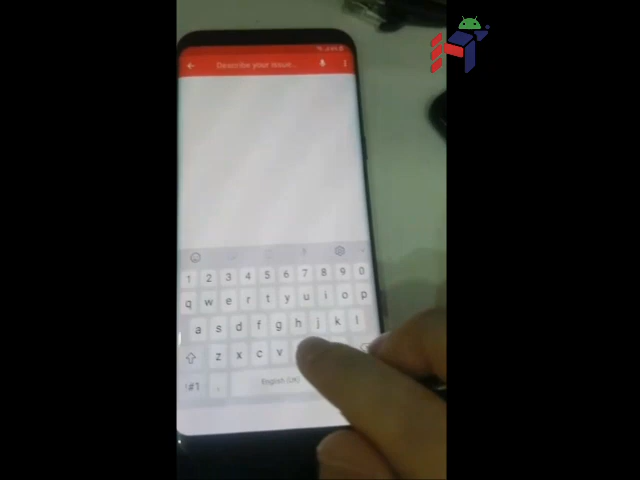 Describe your issue...
1 2 3 4 5 6 7 8 9 0
q w e r t y u i o p
a s d f g h j k l
z x c v
!#1 , English (UK)